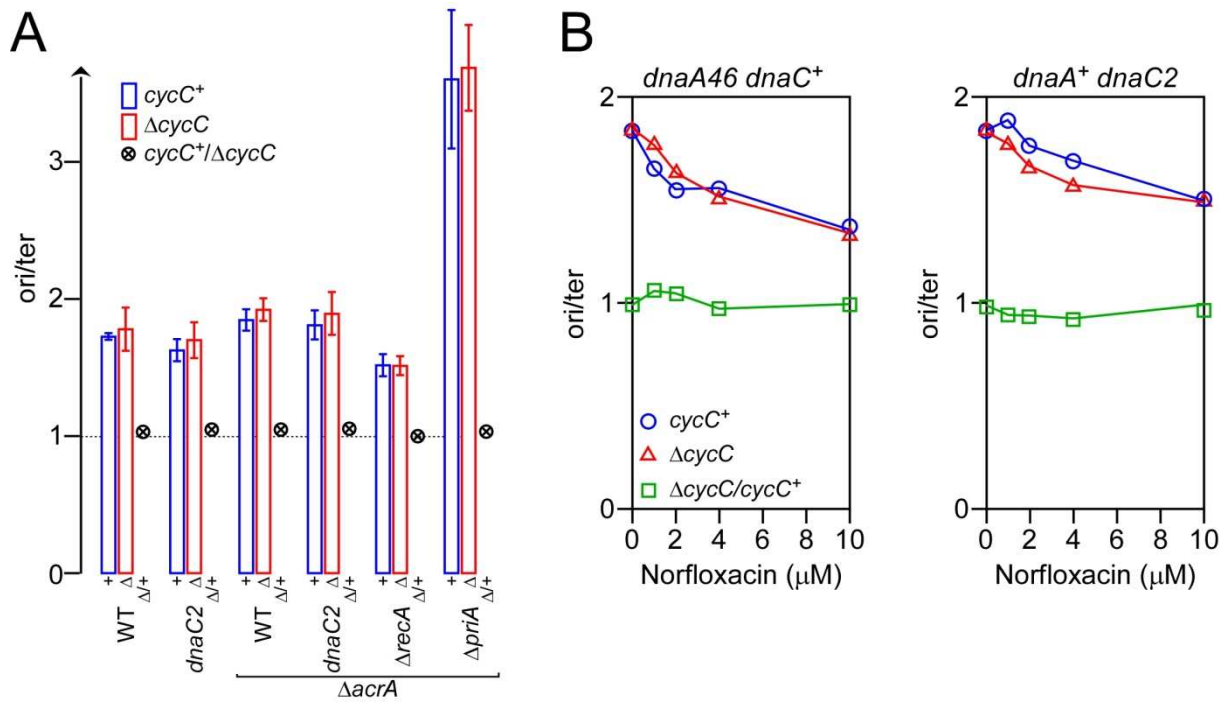 A
cycC⁺
ΔcycC
cycC⁺/ΔcycC
ori/ter
3
2
1
0
+ Δ Δ/+ + Δ Δ/+ + Δ Δ/+ + Δ Δ/+ + Δ Δ/+ + Δ Δ/+
WT dnaC2 WT dnaC2 ΔrecA ΔpriA
ΔacrA
B
dnaA46 dnaC⁺
2
1
0
ori/ter
cycC⁺
ΔcycC
ΔcycC/cycC⁺
0 2 4 6 8 10
Norfloxacin (μM)
dnaA⁺ dnaC2
2
1
0
ori/ter
0 2 4 6 8 10
Norfloxacin (μM)